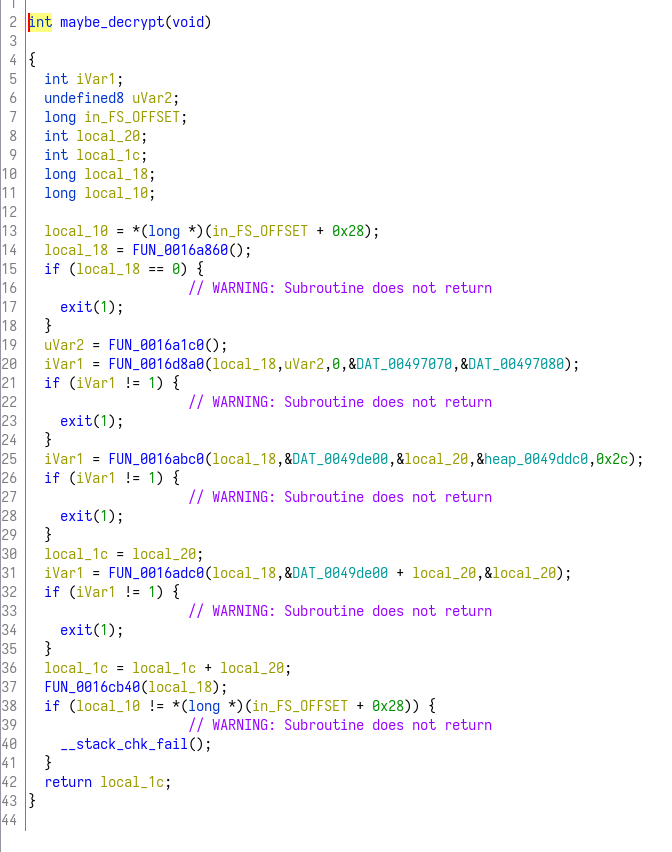 1
2 int maybe_decrypt(void)
3
4 {
5   int iVar1;
6   undefined8 uVar2;
7   long in_FS_OFFSET;
8   int local_20;
9   int local_1c;
10   long local_18;
11   long local_10;
12
13   local_10 = *(long *)(in_FS_OFFSET + 0x28);
14   local_18 = FUN_0016a860();
15   if (local_18 == 0) {
16                     // WARNING: Subroutine does not return
17     exit(1);
18   }
19   uVar2 = FUN_0016a1c0();
20   iVar1 = FUN_0016d8a0(local_18,uVar2,0,&DAT_00497070,&DAT_00497080);
21   if (iVar1 != 1) {
22                     // WARNING: Subroutine does not return
23     exit(1);
24   }
25   iVar1 = FUN_0016abc0(local_18,&DAT_0049de00,&local_20,&heap_0049ddc0,0x2c);
26   if (iVar1 != 1) {
27                     // WARNING: Subroutine does not return
28     exit(1);
29   }
30   local_1c = local_20;
31   iVar1 = FUN_0016adc0(local_18,&DAT_0049de00 + local_20,&local_20);
32   if (iVar1 != 1) {
33                     // WARNING: Subroutine does not return
34     exit(1);
35   }
36   local_1c = local_1c + local_20;
37   FUN_0016cb40(local_18);
38   if (local_10 != *(long *)(in_FS_OFFSET + 0x28)) {
39                     // WARNING: Subroutine does not return
40     __stack_chk_fail();
41   }
42   return local_1c;
43 }
44